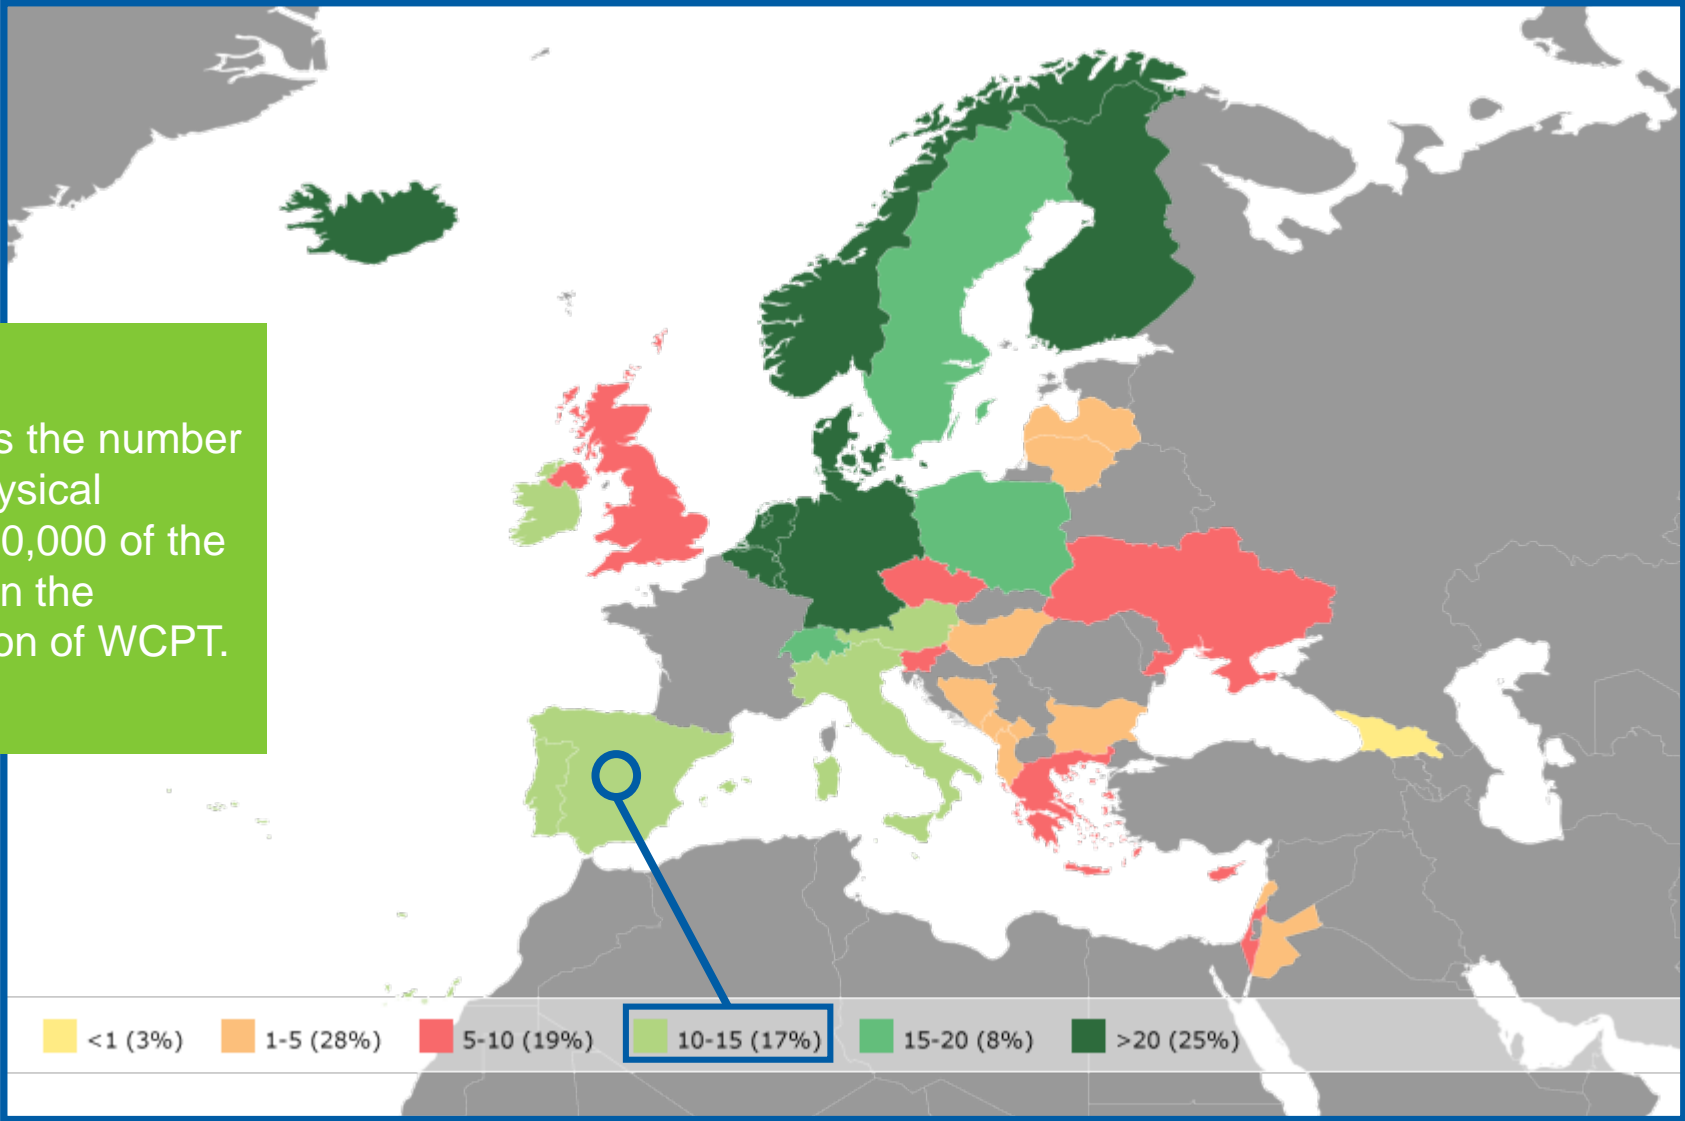 s the number
ysical
0,000 of the
n the
on of WCPT.
<1 (3%)
1-5 (28%)
5-10 (19%)
10-15 (17%)
15-20 (8%)
>20 (25%)